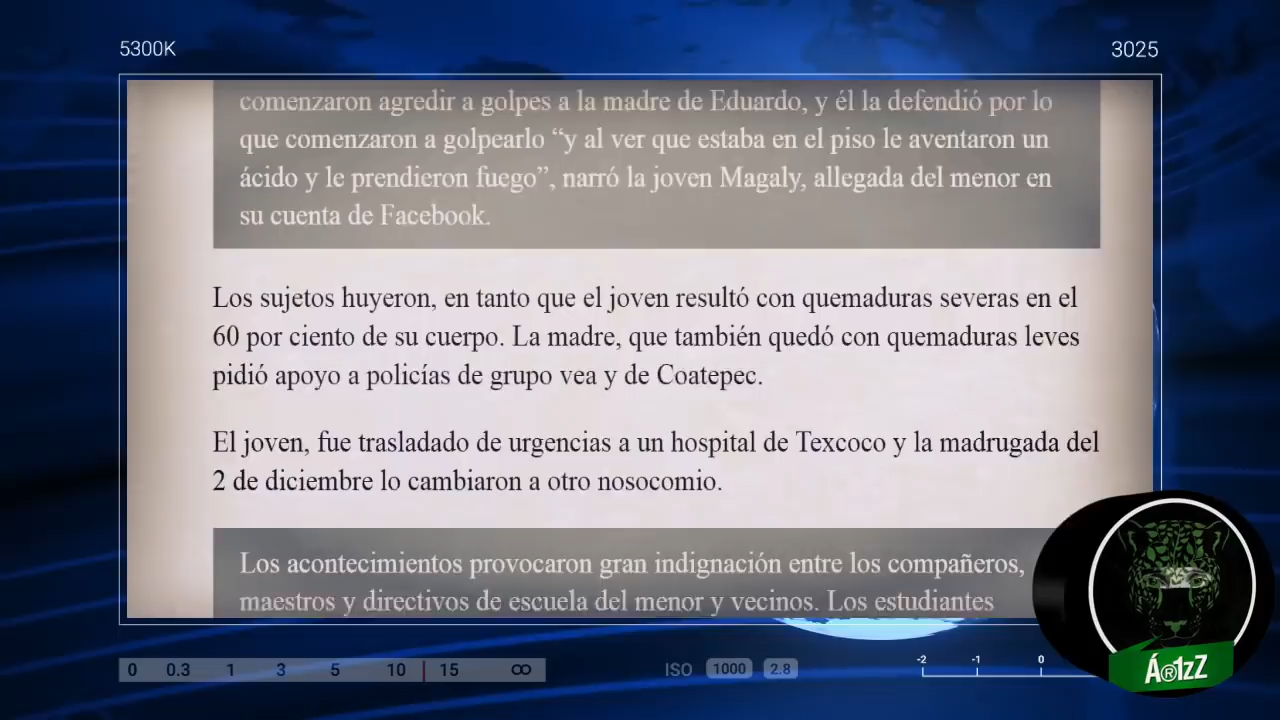 5300K
3025
comenzaron agredir a golpes a la madre de Eduardo, y él la defendió por lo
que comenzaron a golpearlo “y al ver que estaba en el piso le aventaron un
ácido y le prendieron fuego”, narró la joven Magaly, allegada del menor en
su cuenta de Facebook.
Los sujetos huyeron, en tanto que el joven resultó con quemaduras severas en el
60 por ciento de su cuerpo. La madre, que también quedó con quemaduras leves
pidió apoyo a policías de grupo vea y de Coatepec.
El joven, fue trasladado de urgencias a un hospital de Texcoco y la madrugada del
2 de diciembre lo cambiaron a otro nosocomio.
Los acontecimientos provocaron gran indignación entre los compañeros,
maestros y directivos de escuela del menor y vecinos. Los estudiantes
0 0.3 1 3 5 10 15 ∞
ISO 1000 2.8
-2 -1 0
Á®1zZ